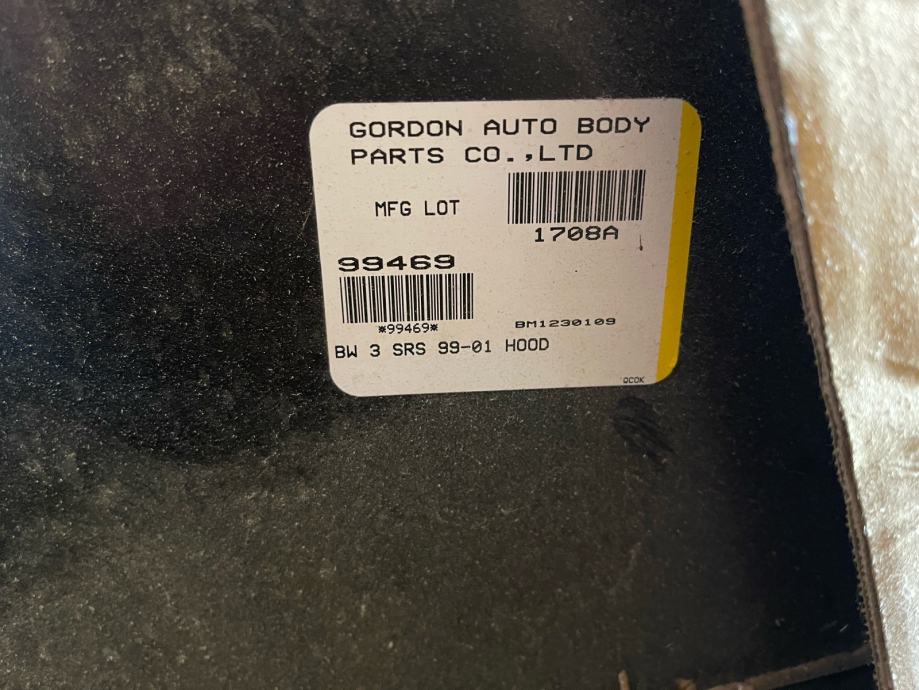 GORDON AUTO BODY
PARTS CO.,LTD
MFG LOT
1708A
99469
*99469*
BM1230109
BW 3 SRS 99-01 HOOD
QCOK